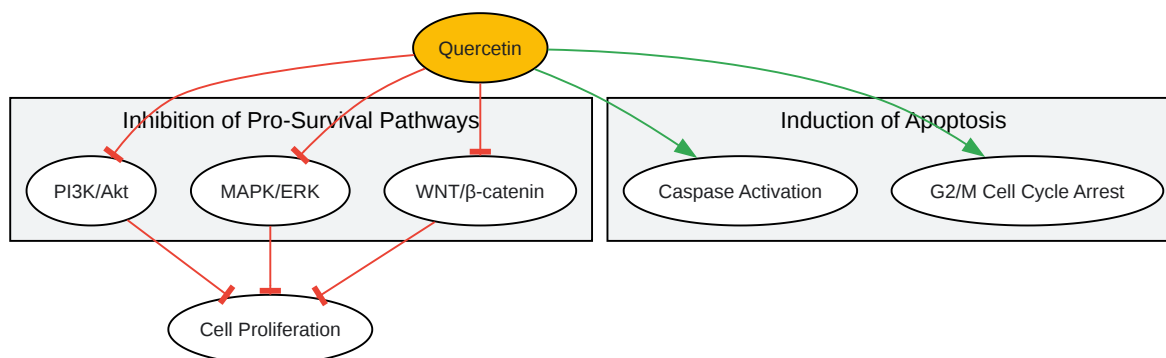 Quercetin
Inhibition of Pro-Survival Pathways
Induction of Apoptosis
PI3K/Akt
MAPK/ERK
WNT/β-catenin
Caspase Activation
G2/M Cell Cycle Arrest
Cell Proliferation